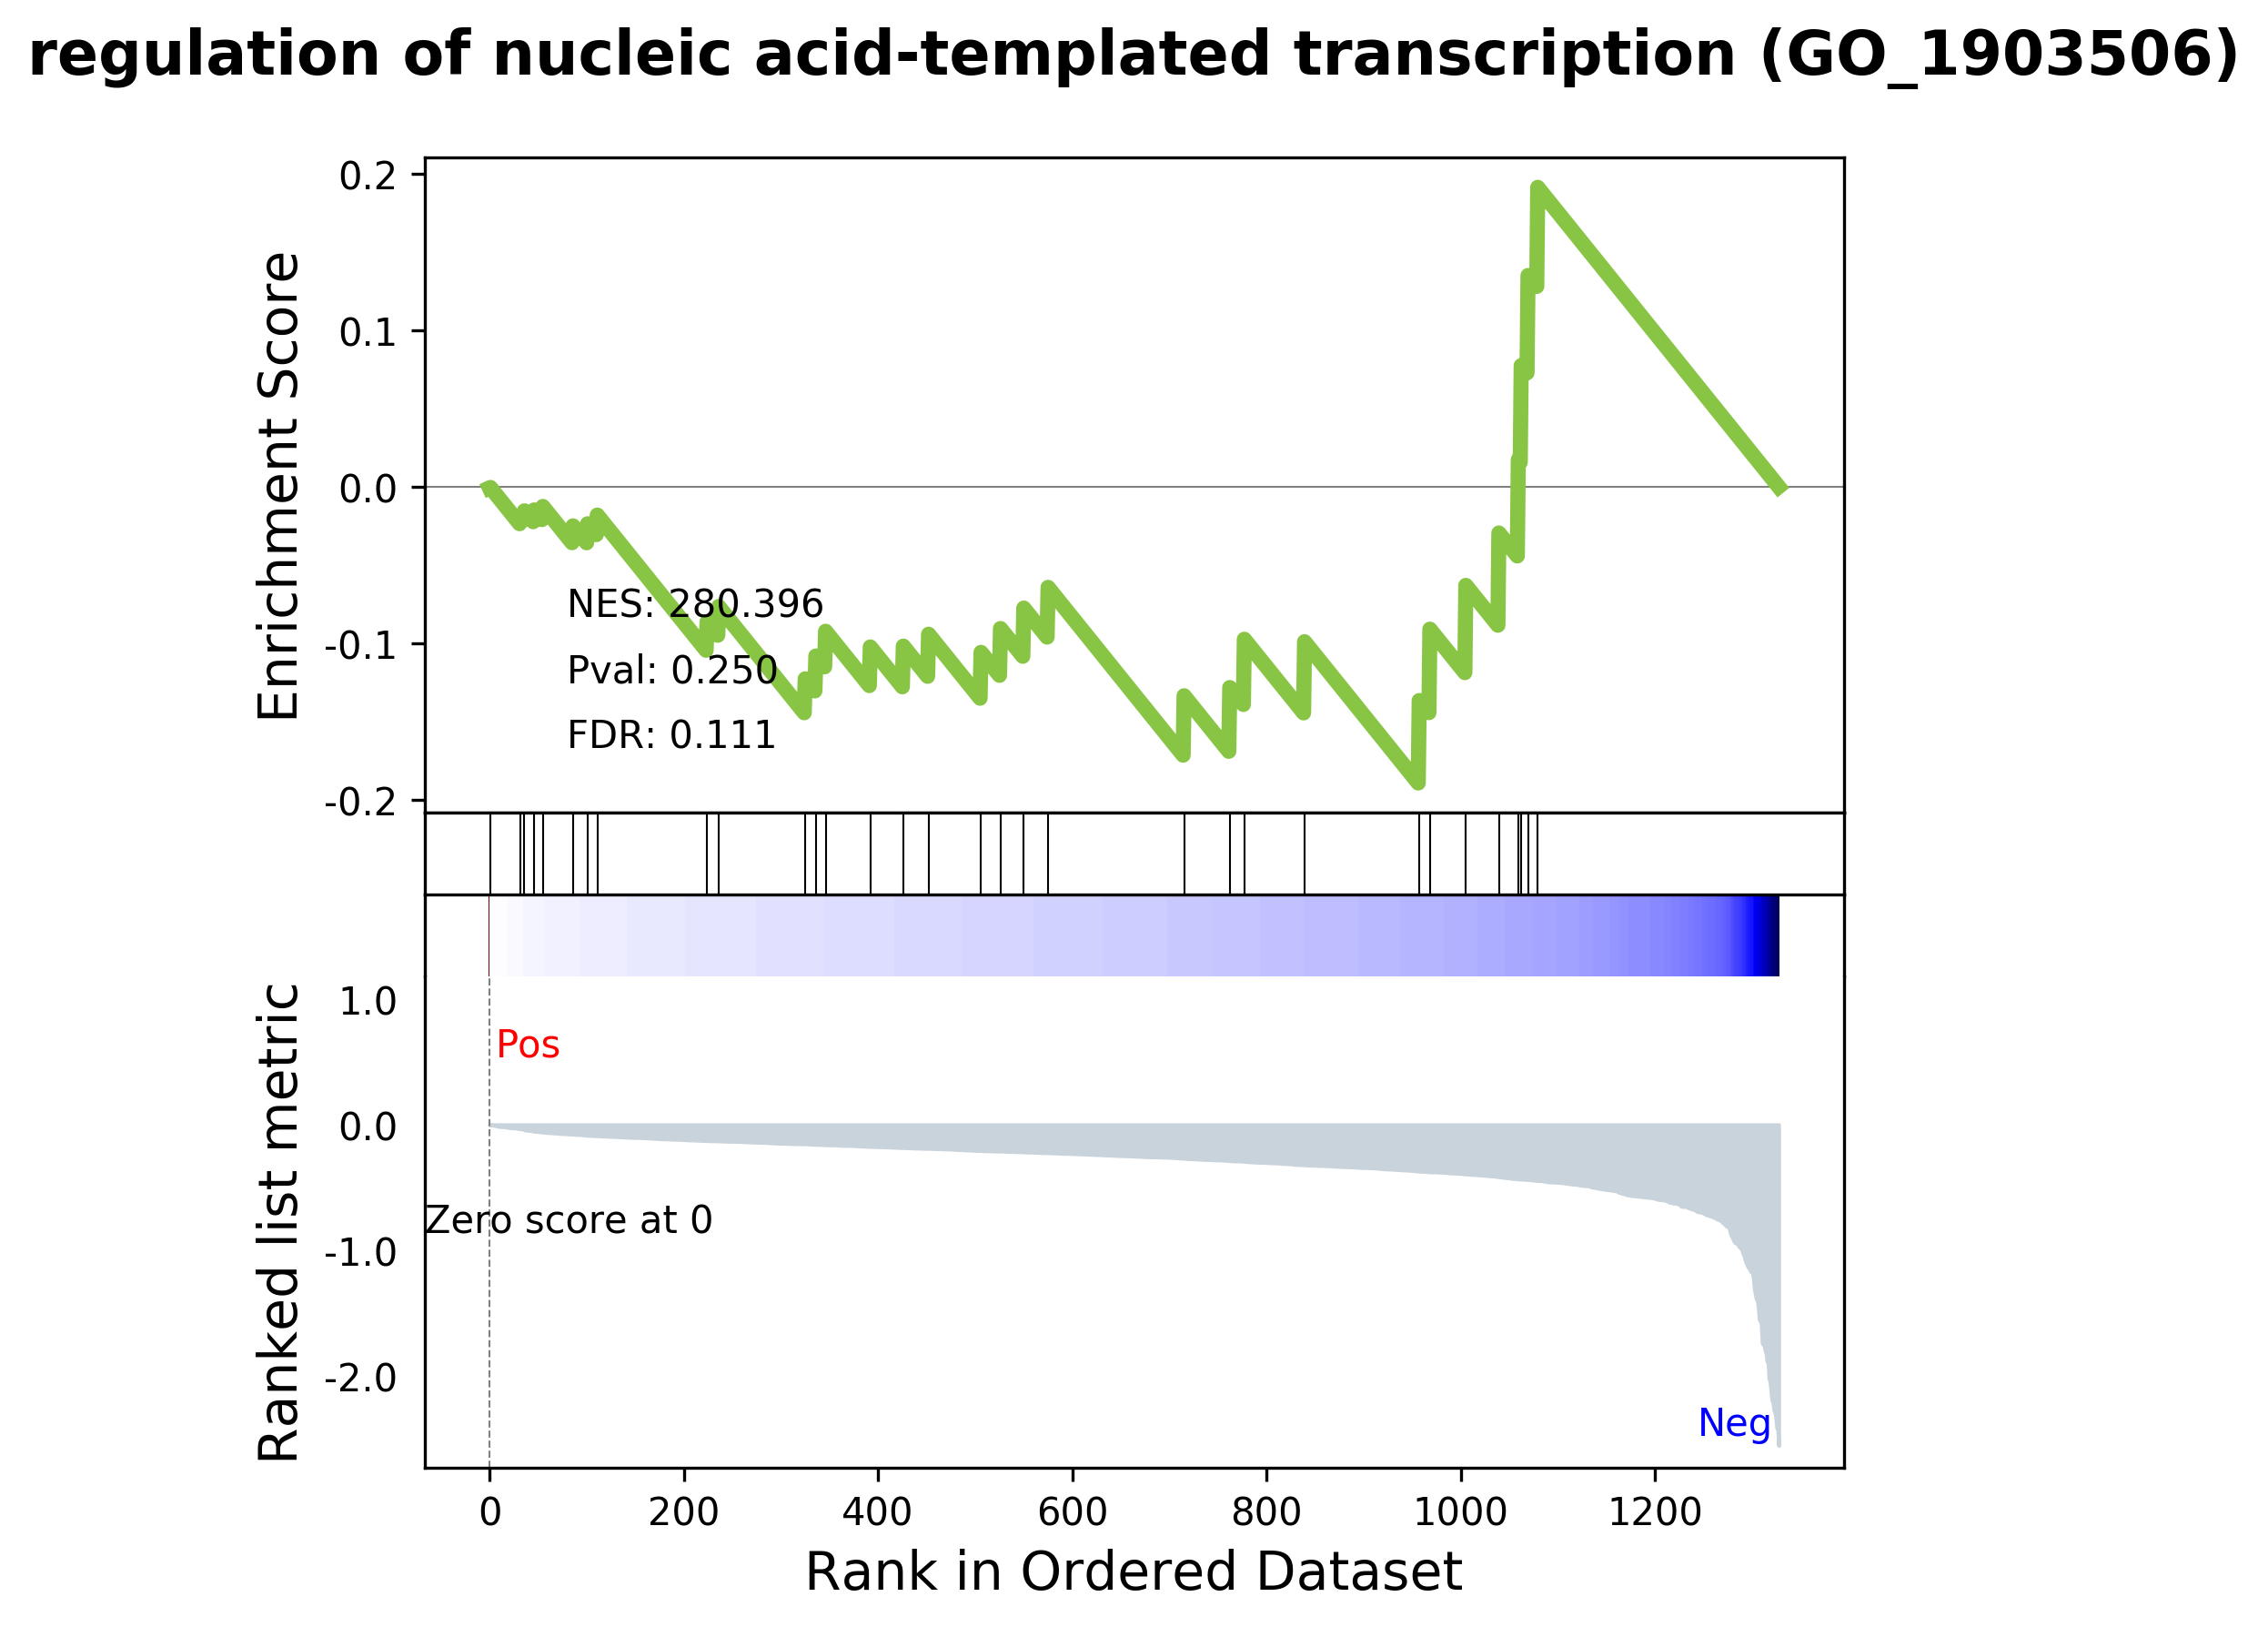 regulation of nucleic acid-templated transcription (GO_1903506)
Enrichment Score
0.2
0.1
0.0
-0.1
-0.2
NES: 280.396
Pval: 0.250
FDR: 0.111
Ranked list metric
1.0
0.0
-1.0
-2.0
Pos
Zero score at 0
Neg
0 200 400 600 800 1000 1200
Rank in Ordered Dataset